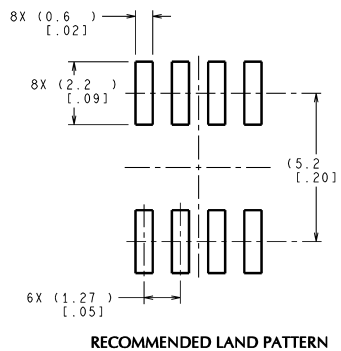 8X (0.6 )
[.02]
8X (2.2 )
[.09]
(5.2
[.20]
6X (1.27 )
[.05]
RECOMMENDED LAND PATTERN